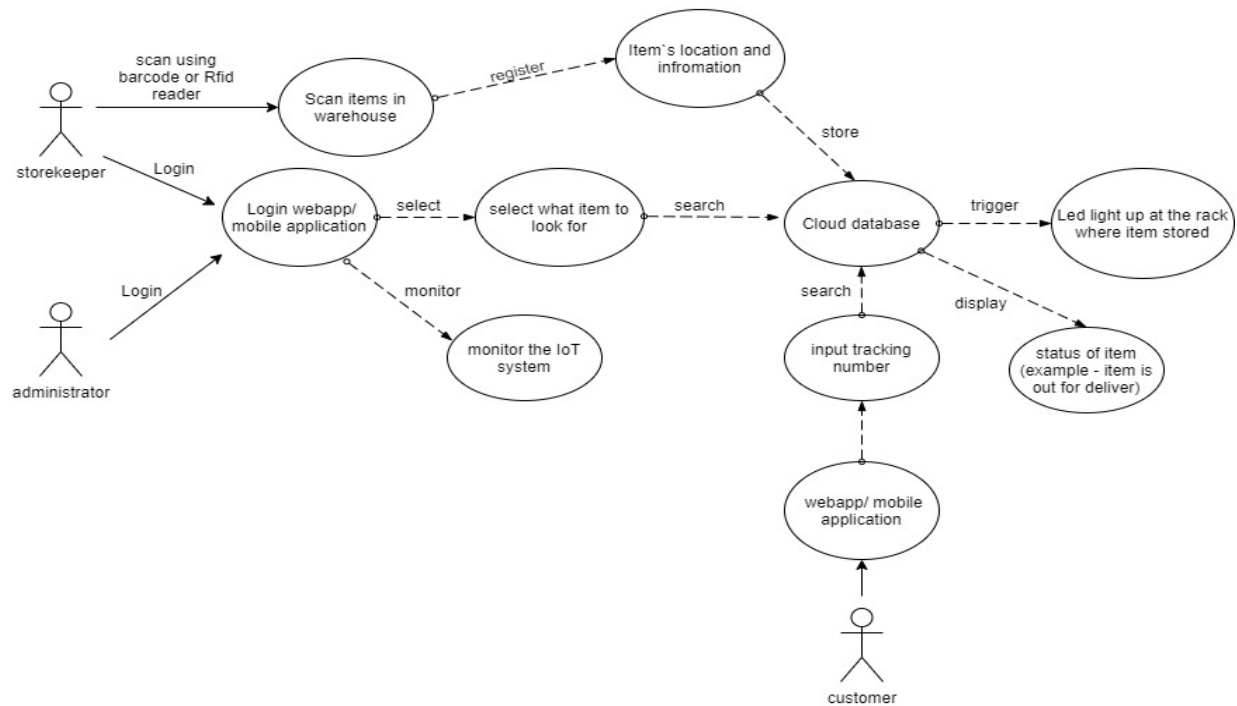 scan using
barcode or Rfid
reader
storekeeper
Scan items in
warehouse
register
Item`s location and
infromation
store
Login
Login webapp/
mobile application
select
select what item to
look for
search
Cloud database
trigger
Led light up at the rack
where item stored
Login
administrator
monitor
monitor the IoT
system
search
display
input tracking
number
status of item
(example - item is
out for deliver)
webapp/ mobile
application
customer